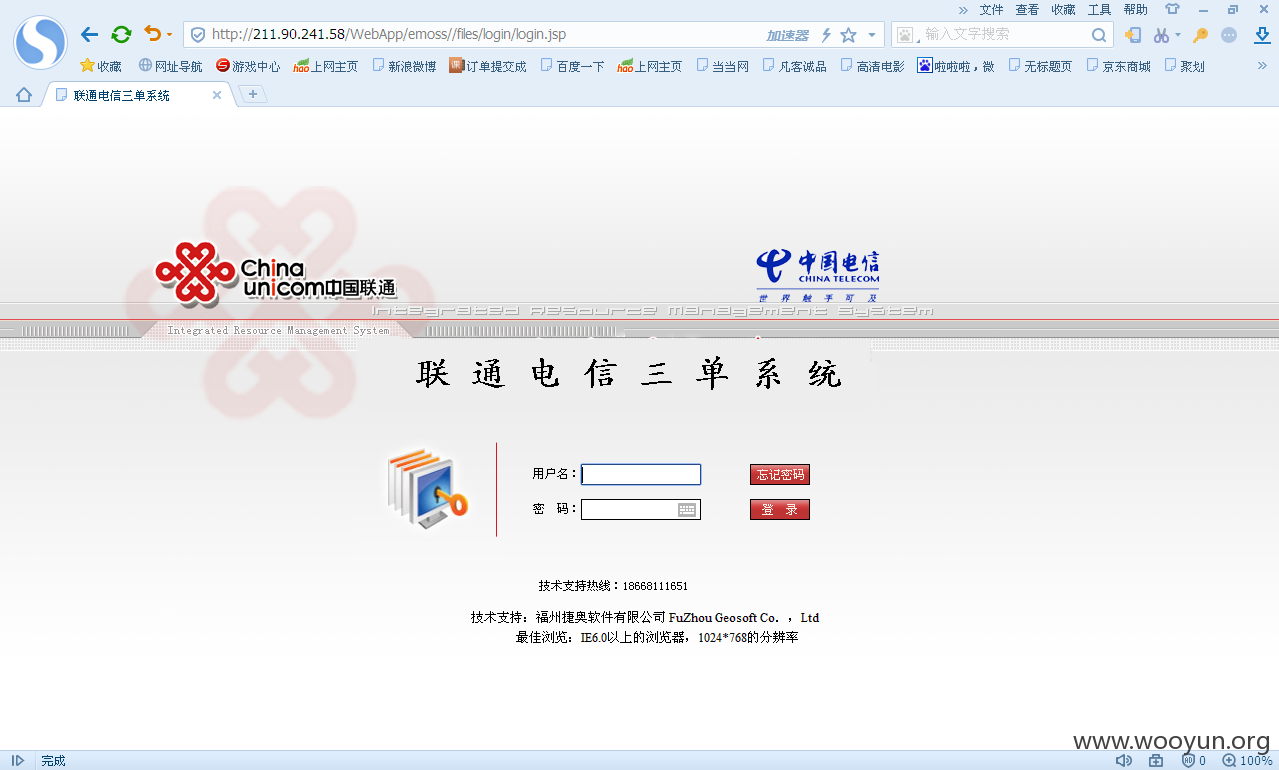 » 文件 查看 收藏 工具 帮助
http://211.90.241.58/WebApp/emoss//files/login/login.jsp 加速器 输入文字搜索
收藏 网址导航 游戏中心 上网主页 新浪微博 订单提交成 百度一下 上网主页 当当网 凡客诚品 高清电影 啦啦啦，微 无标题页 京东商城 聚划 »
联通电信三单系统
China unicom中国联通
中国电信
CHINA TELECOM
世界触手可及
Integrated Resource Management System
Integrated Resource Management System
联通电信三单系统
用户名： 忘记密码
密 码： 登 录
技术支持热线：18668111651
技术支持：福州捷奥软件有限公司 FuZhou Geosoft Co. ，Ltd
最佳浏览：IE6.0以上的浏览器，1024*768的分辨率
www.wooyun.org
完成 0 100%